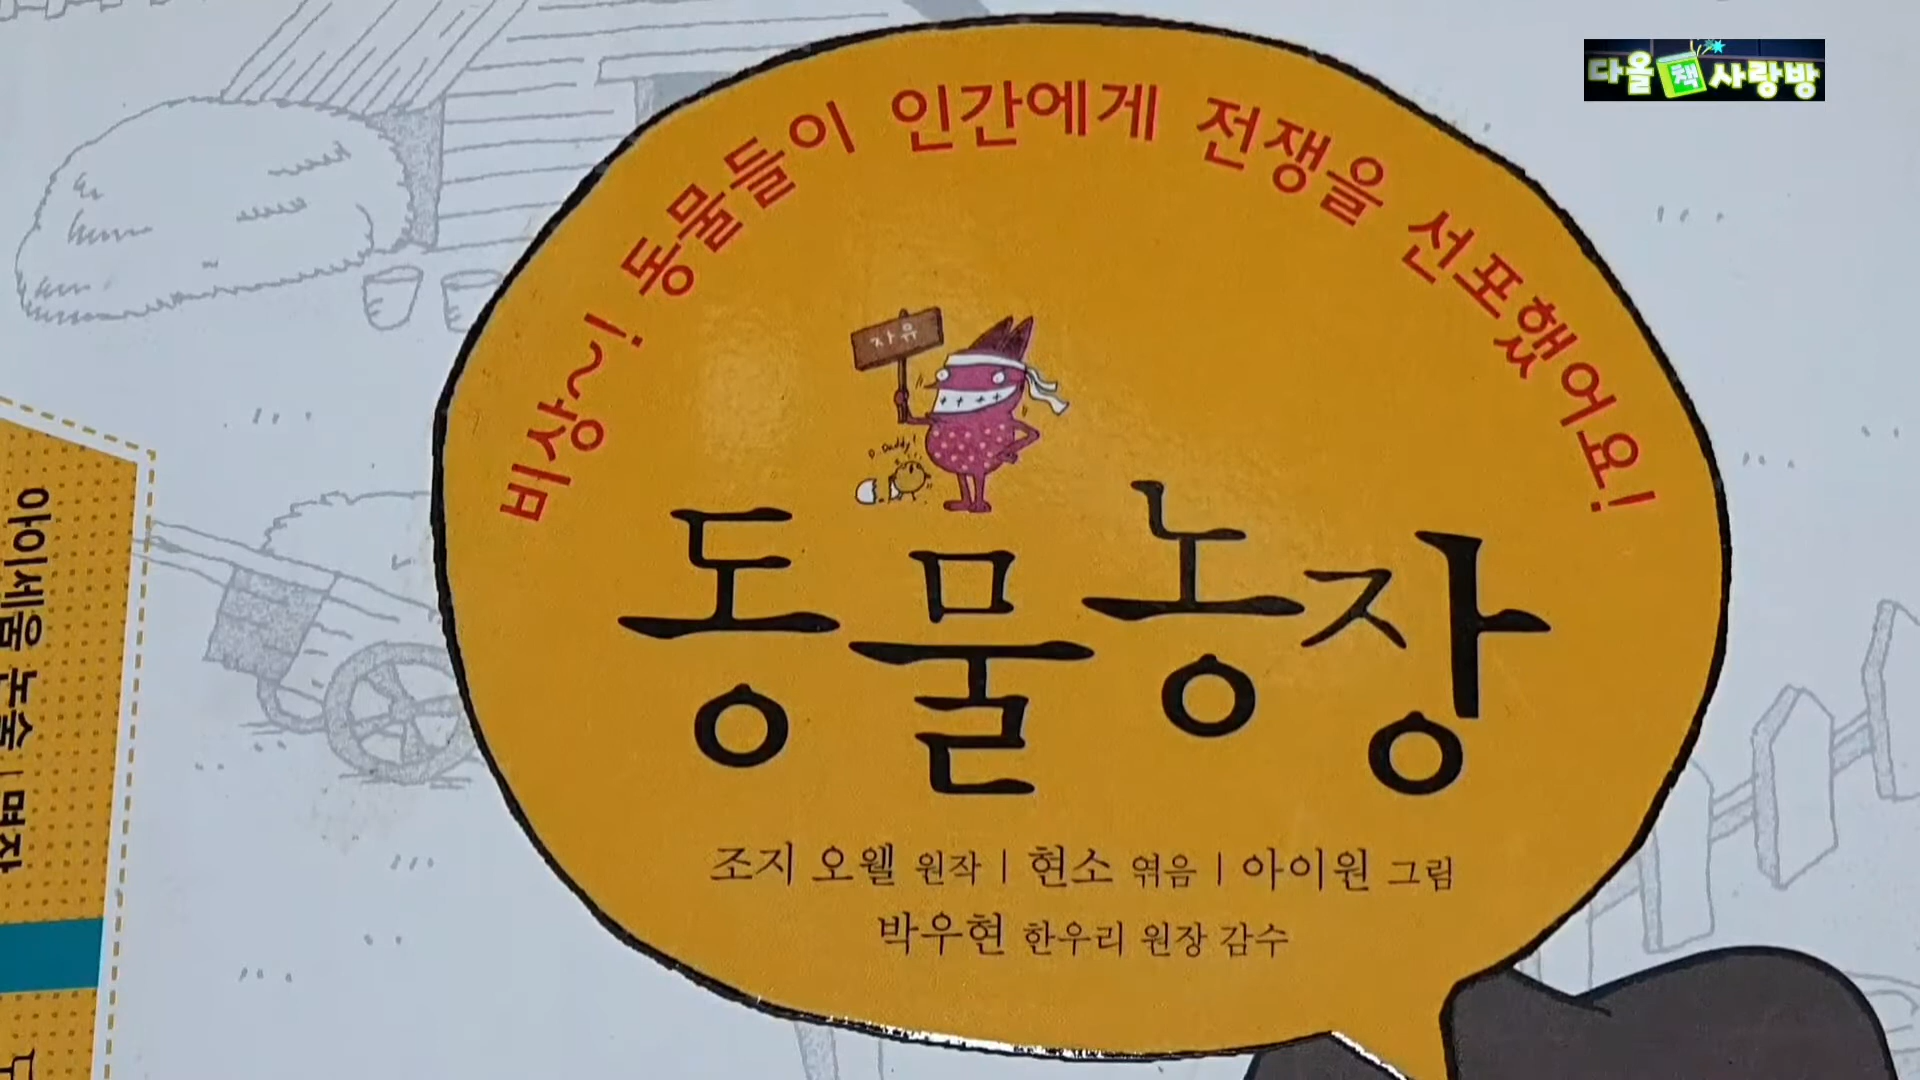 다올책사랑방
비상~! 동물들이 인간에게 전쟁을 선포했어요!
자유
D.Daddy!
동물농장
조지 오웰 원작 | 현소 엮음 | 아이원 그림
박우현 한우리 원장 감수
아이세움 논술 | 명작